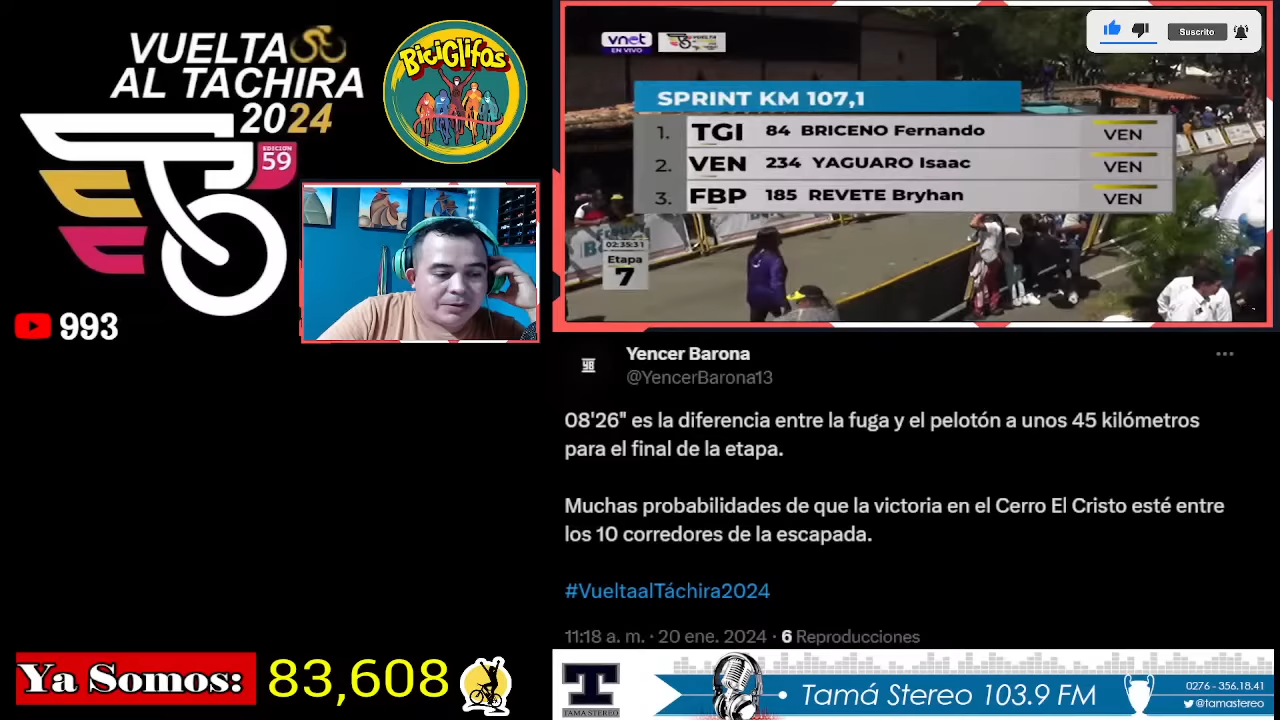 VUELTA
AL TACHIRA
2024
EDICION
59
BiciGlifos
993
vnet
EN VIVO
Suscrito
SPRINT KM 107,1
1. TGI 84 BRICENO Fernando VEN
2. VEN 234 YAGUARO Isaac VEN
3. FBP 185 REVETE Bryhan VEN
02:35:31
Etapa
7
Yencer Barona
@YencerBarona13
08'26" es la diferencia entre la fuga y el pelotón a unos 45 kilómetros
para el final de la etapa.
Muchas probabilidades de que la victoria en el Cerro El Cristo esté entre
los 10 corredores de la escapada.
#VueltaalTáchira2024
11:18 a. m. · 20 ene. 2024 · 6 Reproducciones
Ya Somos: 83,608
T
TAMA STEREO
Tamá Stereo 103.9 FM
0276 - 356.18.41
@tamastereo